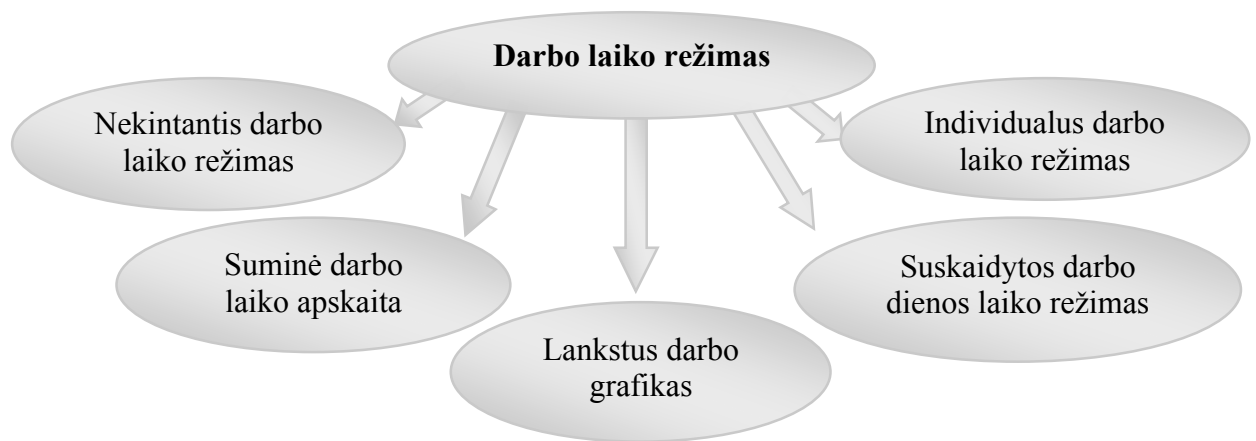 Darbo laiko režimas
Nekintantis darbo
laiko režimas
Individualus darbo
laiko režimas
Suminė darbo
laiko apskaita
Suskaidytos darbo
dienos laiko režimas
Lankstus darbo
grafikas